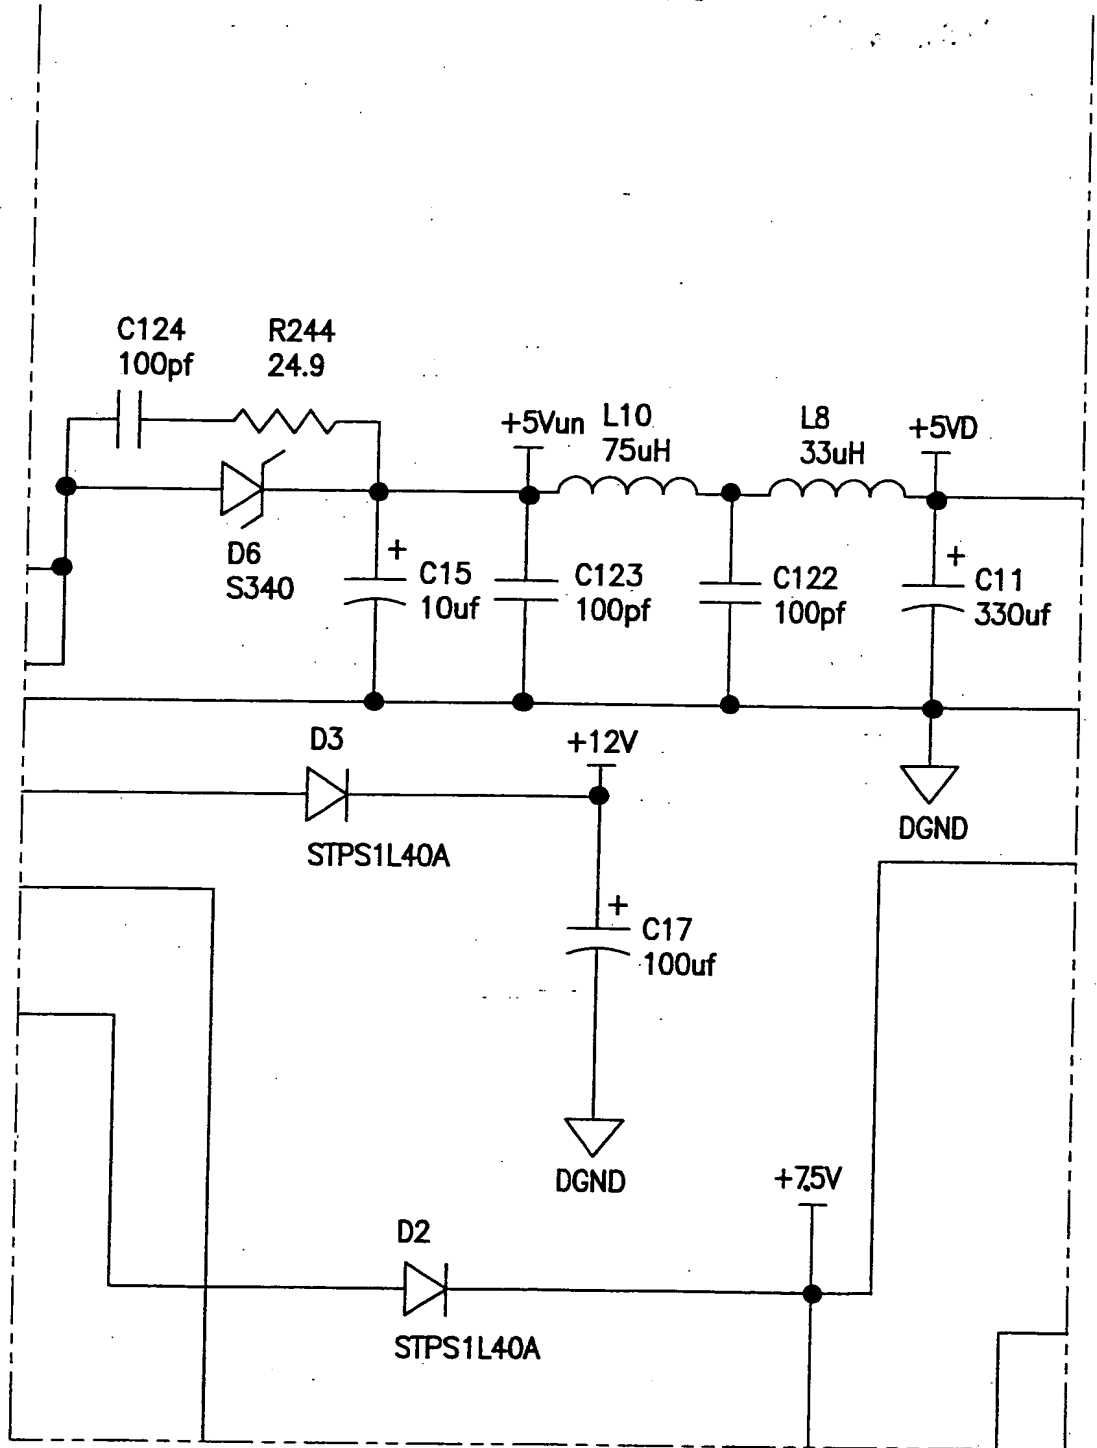 C124
100pf
R244
24.9
+5Vun
L10
75uH
L8
33uH
+5VD
D6
S340
+
C15
10uf
C123
100pf
C122
100pf
+
C11
330uf
D3
STPS1L40A
+12V
DGND
+
C17
100uf
DGND
+7.5V
D2
STPS1L40A